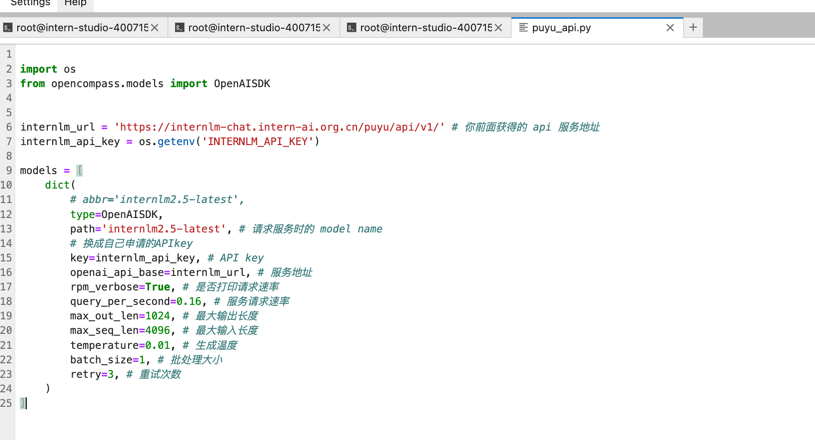 Settings Help
root@intern-studio-400715 × root@intern-studio-400715 × root@intern-studio-400715 × puyu_api.py × +
1
2 import os
3 from opencompass.models import OpenAISDK
4
5
6 internlm_url = 'https://internlm-chat.intern-ai.org.cn/puyu/api/v1/' # 你前面获得的 api 服务地址
7 internlm_api_key = os.getenv('INTERNLM_API_KEY')
8
9 models = [
10     dict(
11         # abbr='internlm2.5-latest',
12         type=OpenAISDK,
13         path='internlm2.5-latest', # 请求服务时的 model name
14         # 换成自己申请的APIkey
15         key=internlm_api_key, # API key
16         openai_api_base=internlm_url, # 服务地址
17         rpm_verbose=True, # 是否打印请求速率
18         query_per_second=0.16, # 服务请求速率
19         max_out_len=1024, # 最大输出长度
20         max_seq_len=4096, # 最大输入长度
21         temperature=0.01, # 生成温度
22         batch_size=1, # 批处理大小
23         retry=3, # 重试次数
24     )
25 ]